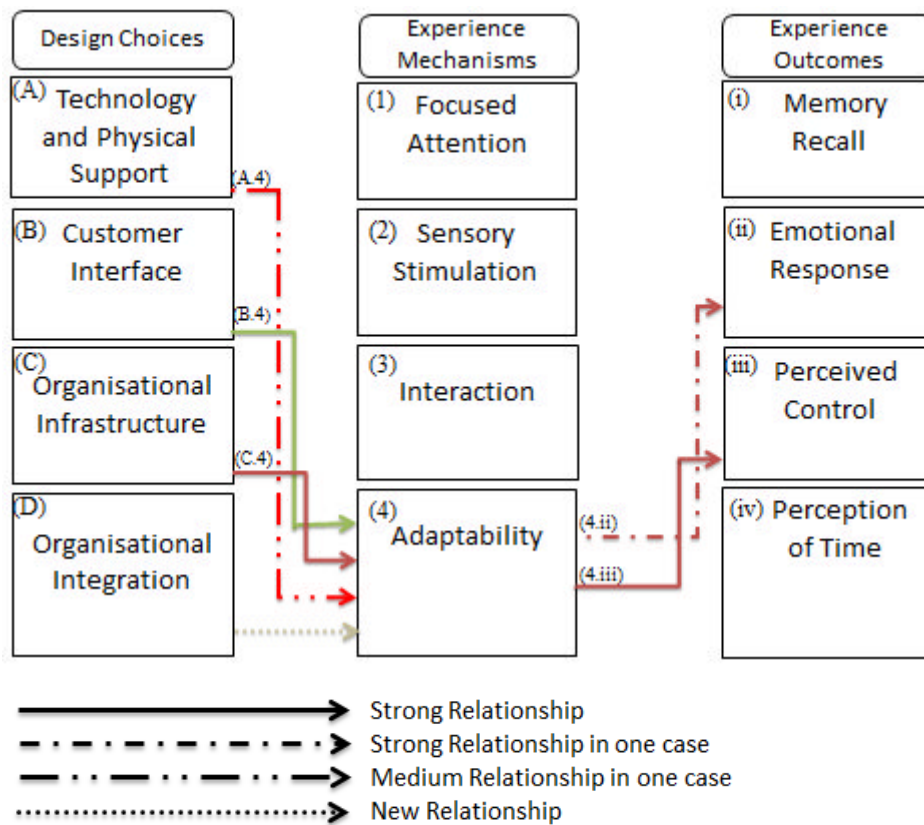 Design Choices
Experience
Mechanisms
Experience
Outcomes
(A) Technology
and Physical
Support
(A.4)
(B) Customer
Interface
(B.4)
(C)
Organisational
Infrastructure
(C.4)
(D)
Organisational
Integration
(1) Focused
Attention
(2) Sensory
Stimulation
(3)
Interaction
(4)
Adaptability
(4.ii)
(4.iii)
(i) Memory
Recall
(ii) Emotional
Response
(iii) Perceived
Control
(iv) Perception
of Time
Strong Relationship
Strong Relationship in one case
Medium Relationship in one case
New Relationship